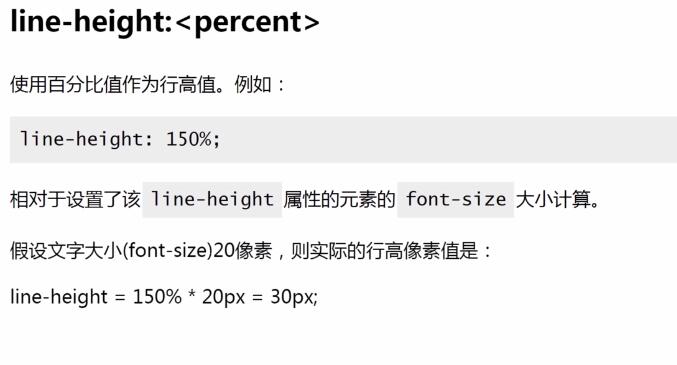 line-height:<percent>
使用百分比值作为行高值。例如：
line-height: 150%;
相对于设置了该 line-height 属性的元素的 font-size 大小计算。
假设文字大小(font-size)20像素，则实际的行高像素值是：
line-height = 150% * 20px = 30px;